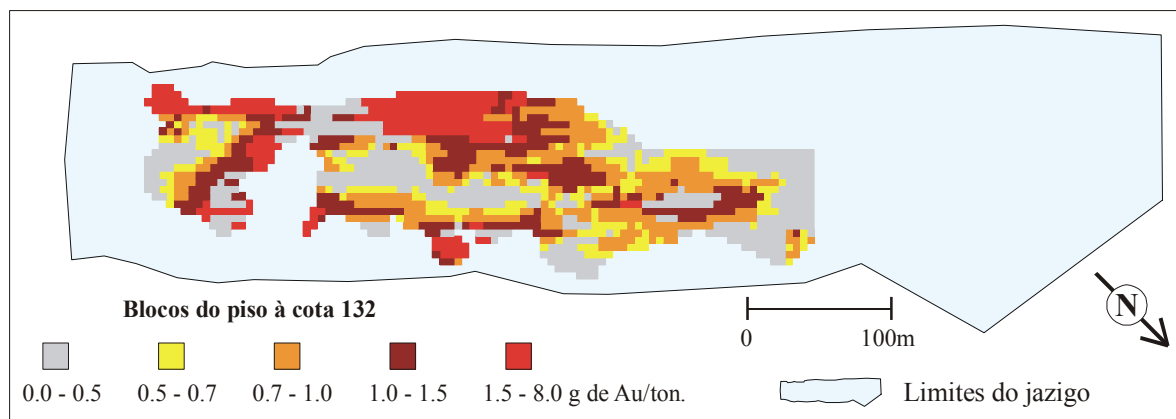 N
0 100m
Blocos do piso à cota 132
0.0 - 0.5 0.5 - 0.7 0.7 - 1.0 1.0 - 1.5 1.5 - 8.0 g de Au/ton.
Limites do jazigo